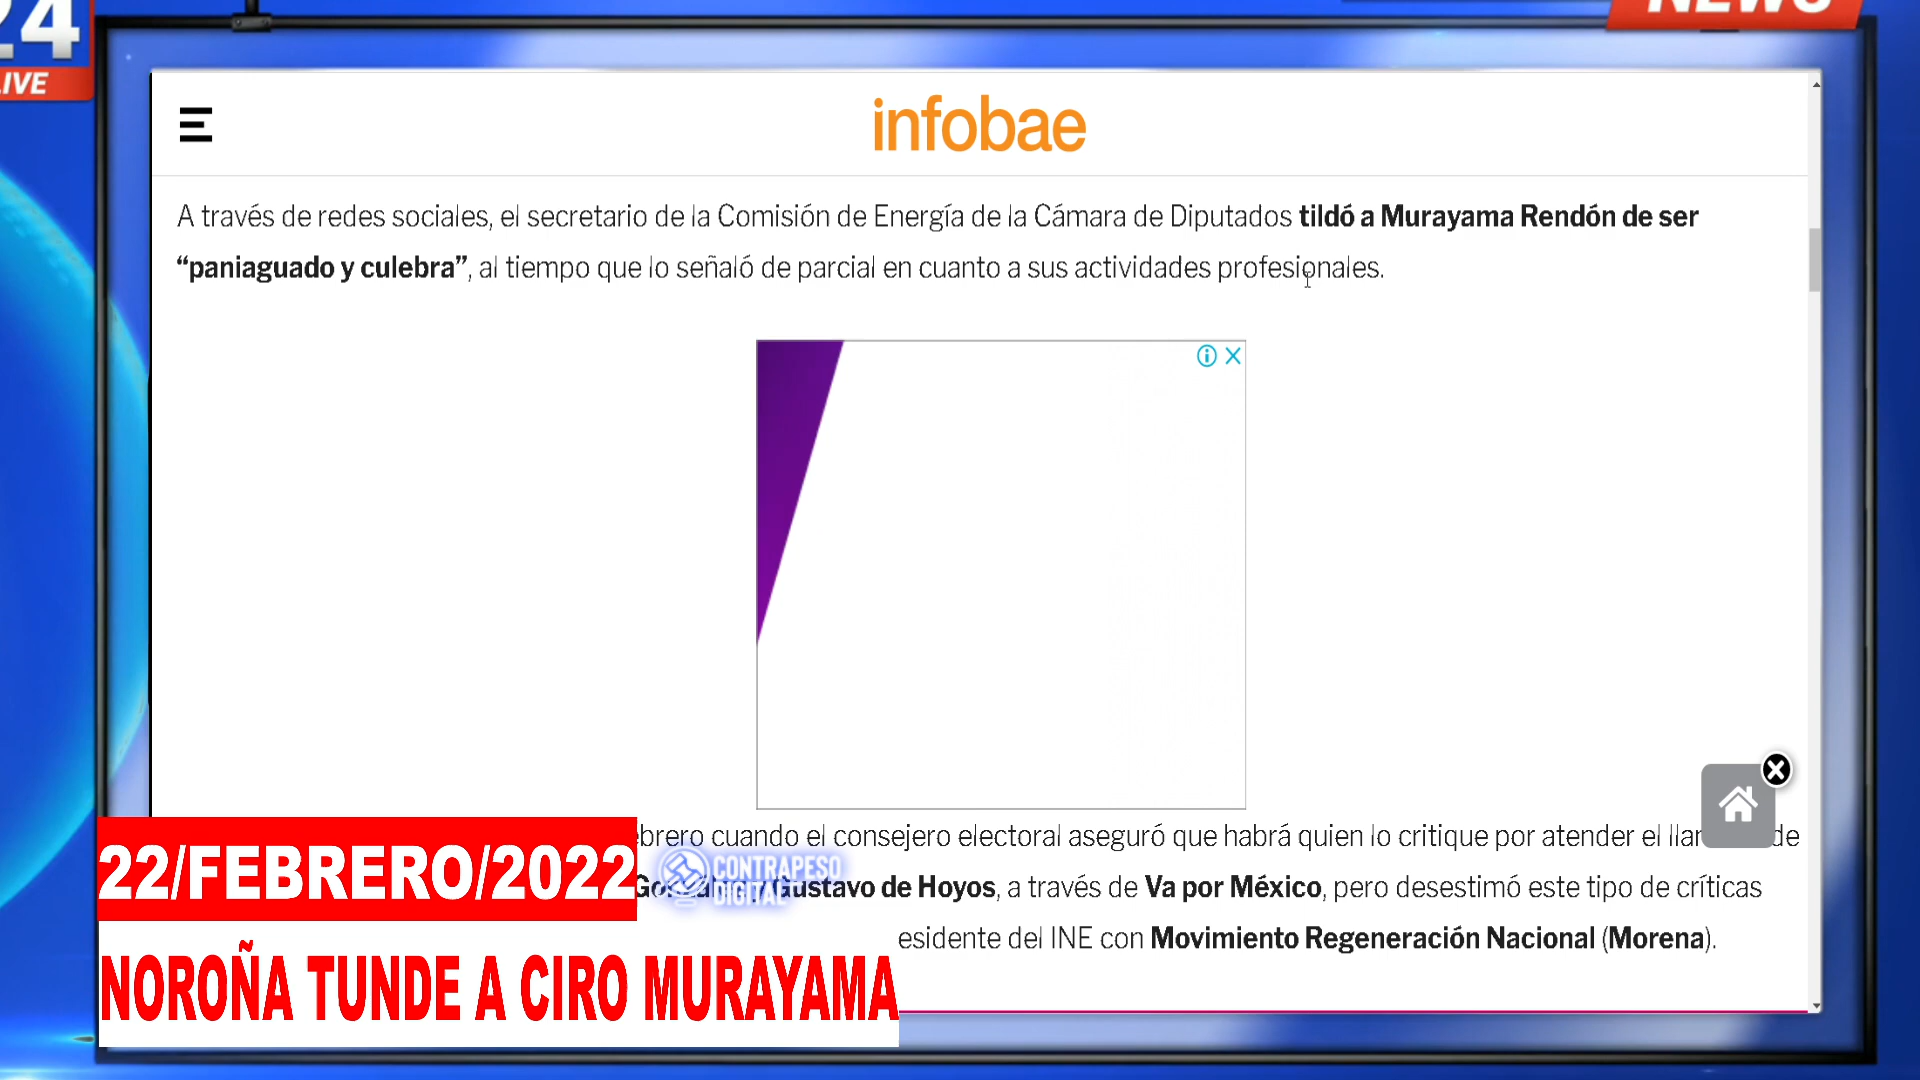 24
LIVE
NEWS
infobae
A través de redes sociales, el secretario de la Comisión de Energía de la Cámara de Diputados tildó a Murayama Rendón de ser
“paniaguado y culebra”, al tiempo que lo señaló de parcial en cuanto a sus actividades profesionales.
cuando el consejero electoral aseguró que habrá quien lo critique por atender el de
y Gustavo de Hoyos, a través de Va por México, pero desestimó este tipo de críticas
del INE con Movimiento Regeneración Nacional (Morena).
CONTRAPESO
DIGITAL
22/FEBRERO/2022
NOROÑA TUNDE A CIRO MURAYAMA